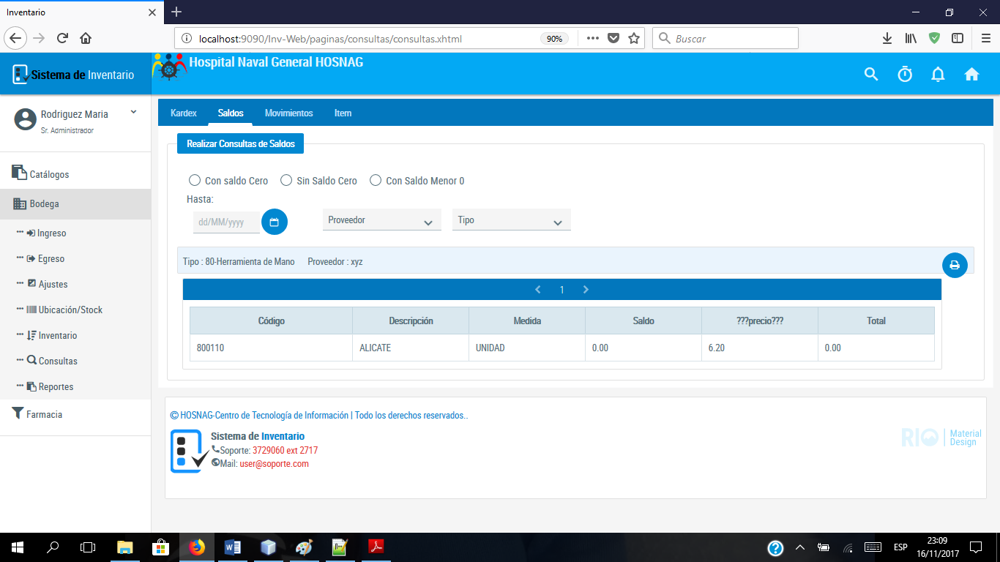 Inventario
localhost:9090/Inv-Web/paginas/consultas/consultas.xhtml
90%
Buscar
Sistema de Inventario
Hospital Naval General HOSNAG
Rodriguez Maria
Sr. Administrador
Catálogos
Bodega
Ingreso
Egreso
Ajustes
Ubicación/Stock
Inventario
Consultas
Reportes
Farmacia
Kardex Saldos Movimientos Item
Realizar Consultas de Saldos
Con saldo Cero Sin Saldo Cero Con Saldo Menor 0
Hasta:
dd/MM/yyyy Proveedor Tipo
Tipo : 80-Herramienta de Mano Proveedor : xyz
1
Código Descripción Medida Saldo ???precio??? Total
800110 ALICATE UNIDAD 0.00 6.20 0.00
© HOSNAG-Centro de Tecnología de Información | Todo los derechos reservados..
Sistema de Inventario
Soporte: 3729060 ext 2717
Mail: user@soporte.com
RIO Material
Design
ESP
23:09
16/11/2017